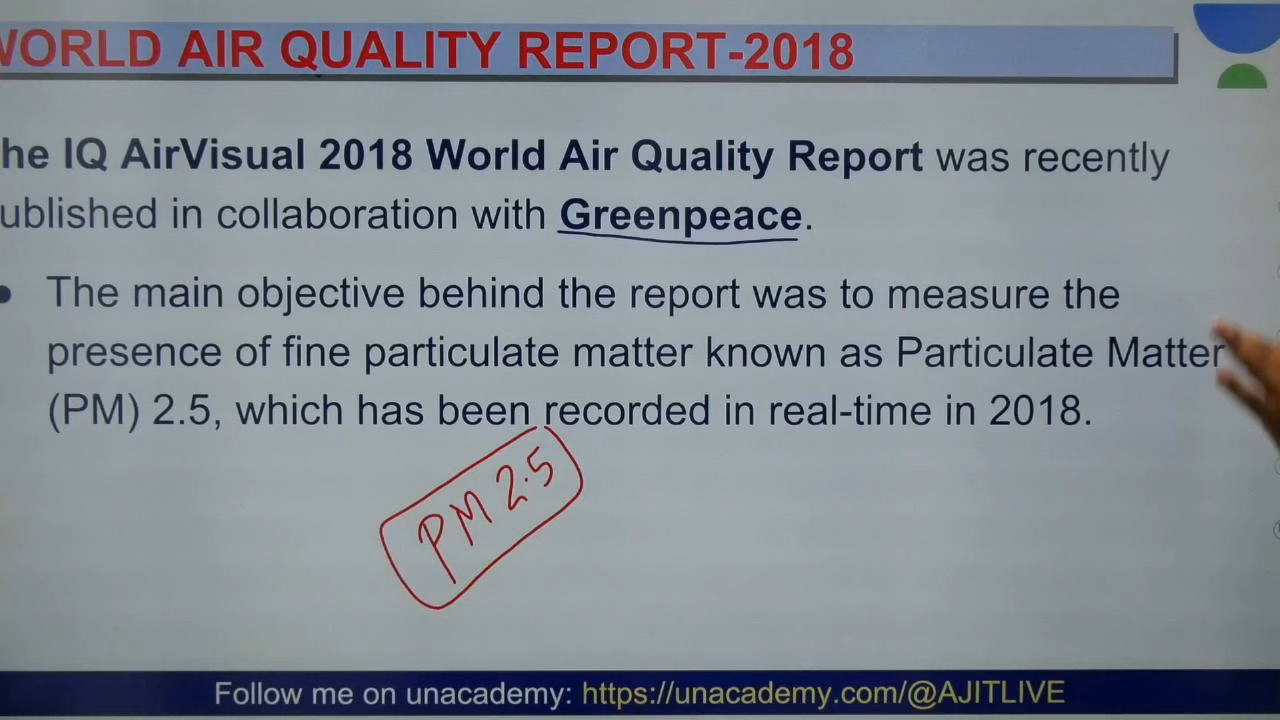 WORLD AIR QUALITY REPORT-2018
he IQ AirVisual 2018 World Air Quality Report was recently
ublished in collaboration with Greenpeace.
• The main objective behind the report was to measure the
presence of fine particulate matter known as Particulate Matter
(PM) 2.5, which has been recorded in real-time in 2018.
PM 2.5
Follow me on unacademy: https://unacademy.com/@AJITLIVE